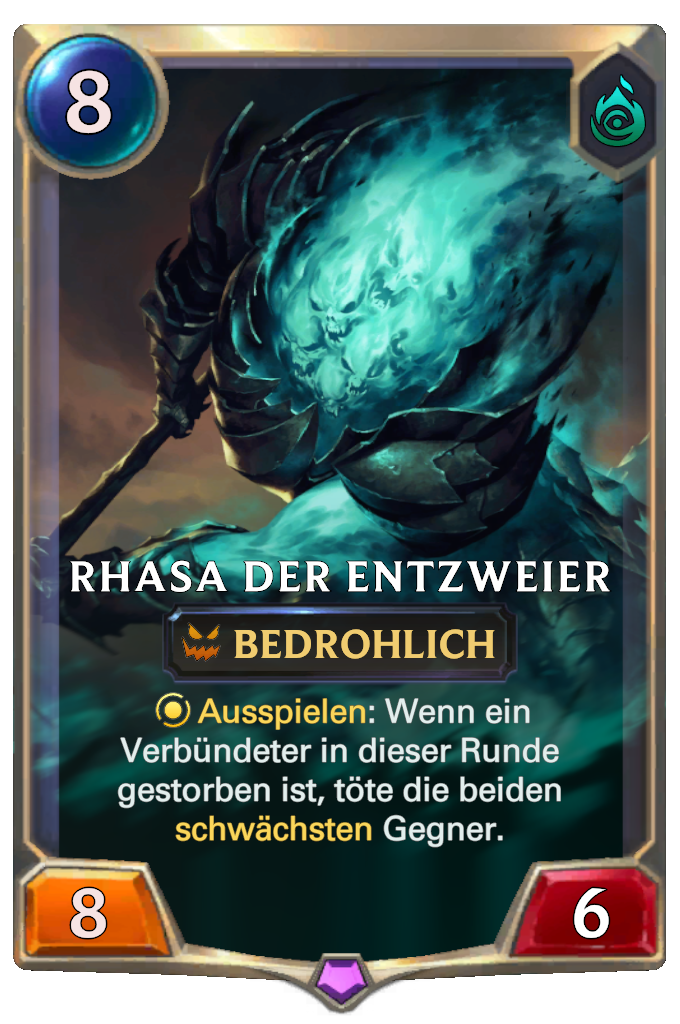 8
RHASA DER ENTZWEIER
BEDROHLICH
Ausspielen: Wenn ein
Verbündeter in dieser Runde
gestorben ist, töte die beiden
schwächsten Gegner.
8
6